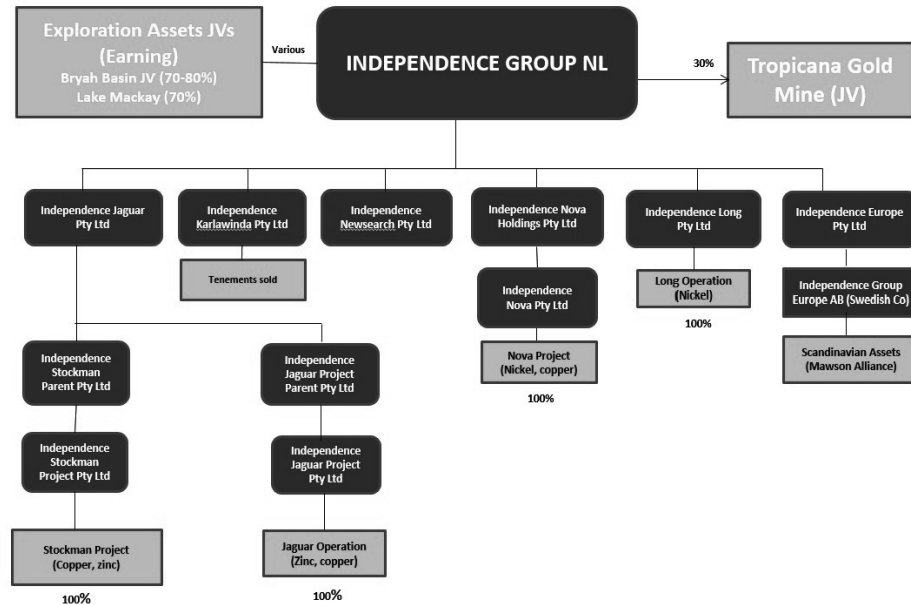 Exploration Assets JVs
(Earning)
Bryah Basin JV (70-80%)
Lake Mackay (70%)
Various
INDEPENDENCE GROUP NL
30%
Tropicana Gold
Mine (JV)
Independence Jaguar
Pty Ltd
Independence
Karlawinda Pty Ltd
Independence
Newsearch Pty Ltd
Independence Nova
Holdings Pty Ltd
Independence Long
Pty Ltd
Independence Europe
Pty Ltd
Tenements sold
Independence
Nova Pty Ltd
Long Operation
(Nickel)
100%
Independence Group
Europe AB (Swedish Co)
Independence
Stockman
Parent Pty Ltd
Independence
Jaguar Project
Parent Pty Ltd
Nova Project
(Nickel, copper)
100%
Scandinavian Assets
(Mawson Alliance)
Independence
Stockman
Project Pty Ltd
Independence
Jaguar Project
Pty Ltd
Stockman Project
(Copper, zinc)
100%
Jaguar Operation
(Zinc, copper)
100%